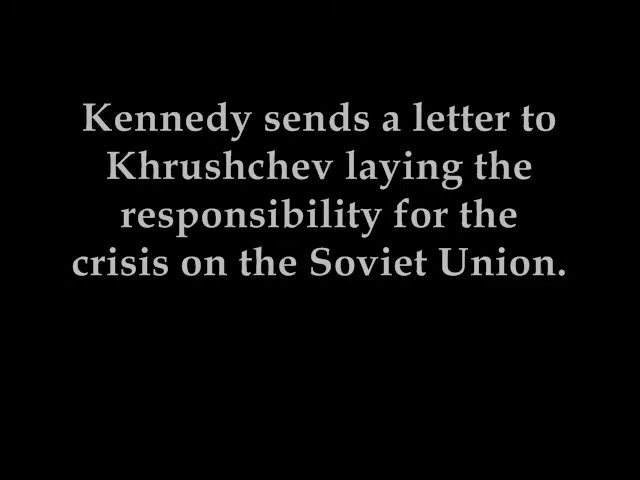 Kennedy sends a letter to
Khrushchev laying the
responsibility for the
crisis on the Soviet Union.